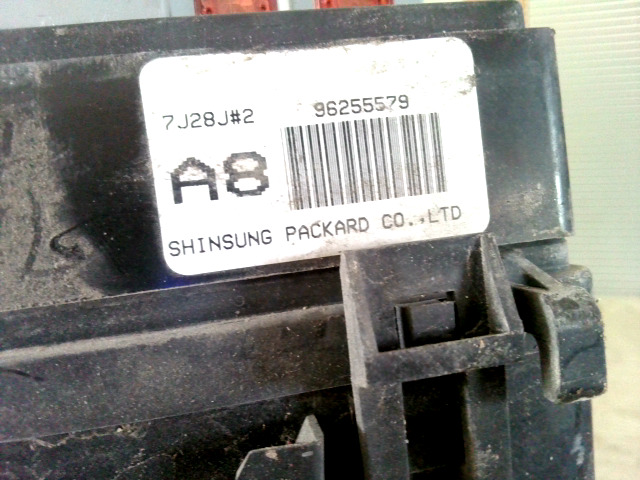 7J28J#2 96255579
A8
SHINSUNG PACKARD CO.,LTD